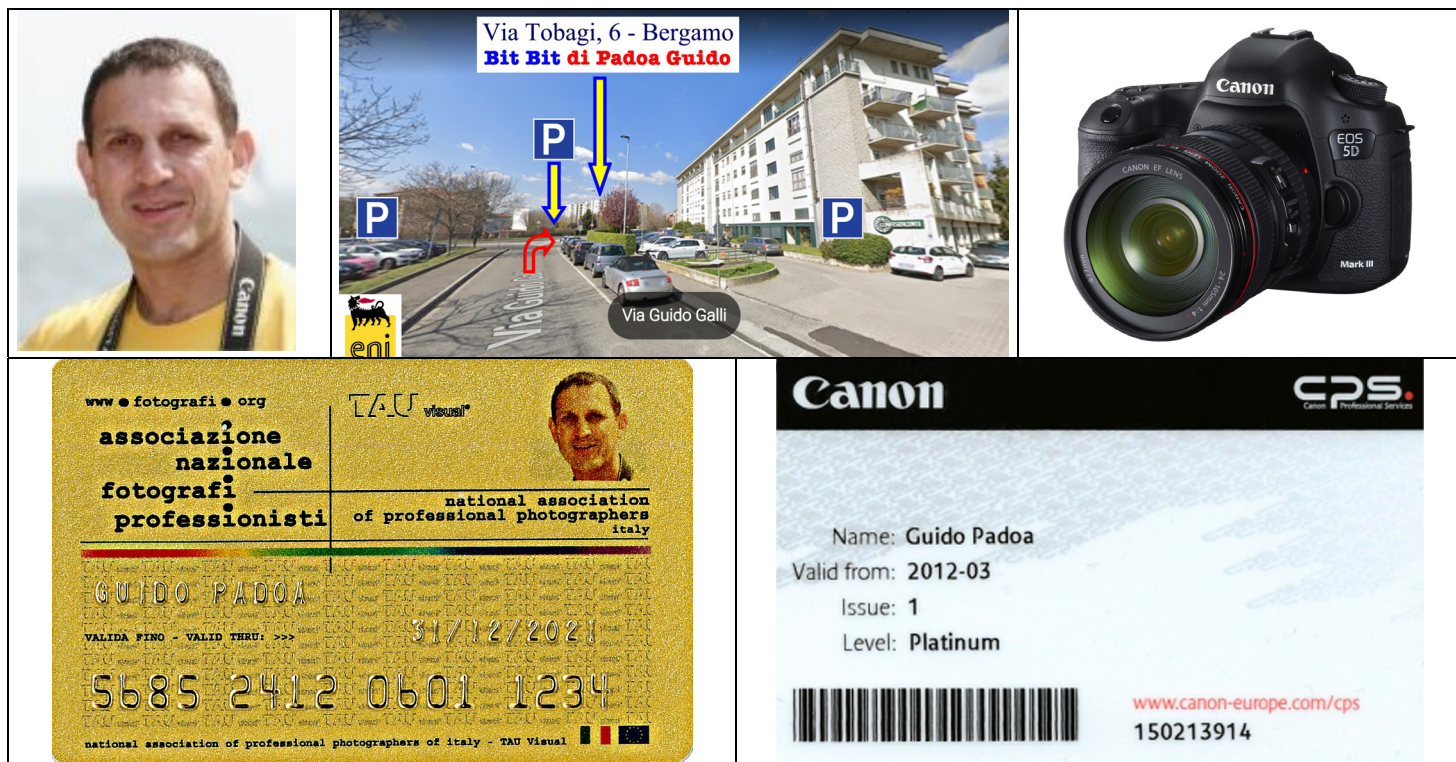 Canon
Via Tobagi, 6 - Bergamo
Bit Bit di Padoa Guido
P
P
P
Via Guido Galli
eni
Canon
EOS
5D
CANON EF LENS
Mark III
www.fotografi.org
TAU visual
associazione
nazionale
fotografi
professionisti
national association
of professional photographers
italy
GUIDO PADOA
VALIDA FINO - VALID THRU: >>> 31/12/2021
5685 2412 0601 1234
national association of professional photographers of italy - TAU Visual
Canon
CPS.
Canon Professional Services
Name: Guido Padoa
Valid from: 2012-03
Issue: 1
Level: Platinum
www.canon-europe.com/cps
150213914